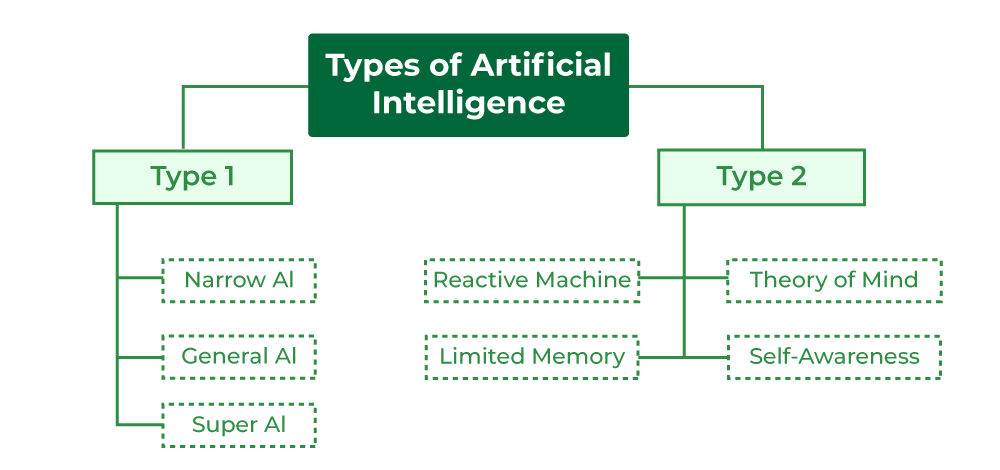 Types of Artificial
Intelligence
Type 1
Type 2
Narrow AI
General AI
Super AI
Reactive Machine
Theory of Mind
Limited Memory
Self-Awareness